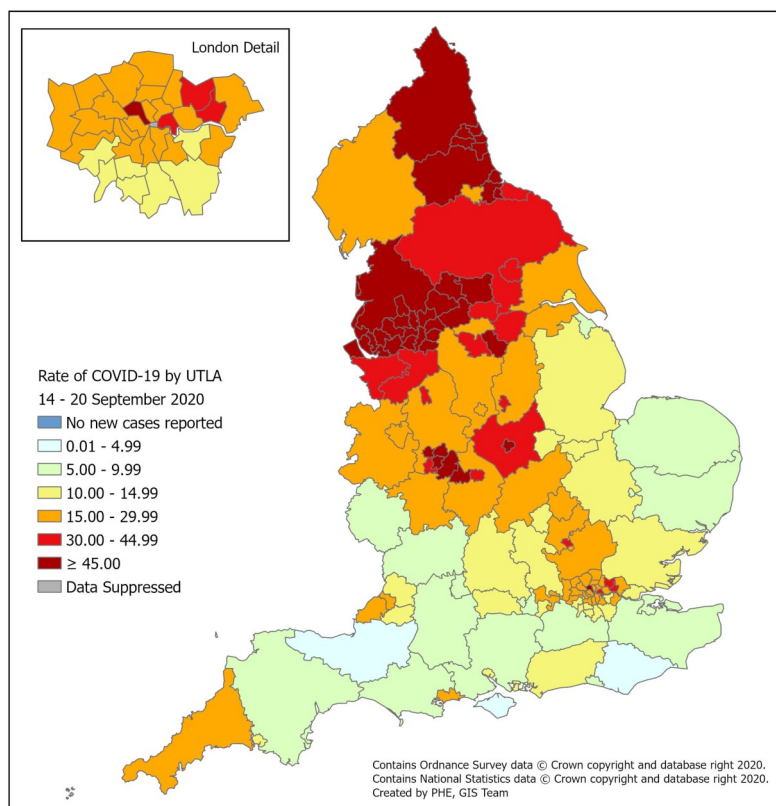 London Detail
Rate of COVID-19 by UTLA
14 - 20 September 2020
No new cases reported
0.01 - 4.99
5.00 - 9.99
10.00 - 14.99
15.00 - 29.99
30.00 - 44.99
≥ 45.00
Data Suppressed
Contains Ordnance Survey data © Crown copyright and database right 2020.
Contains National Statistics data © Crown copyright and database right 2020.
Created by PHE, GIS Team